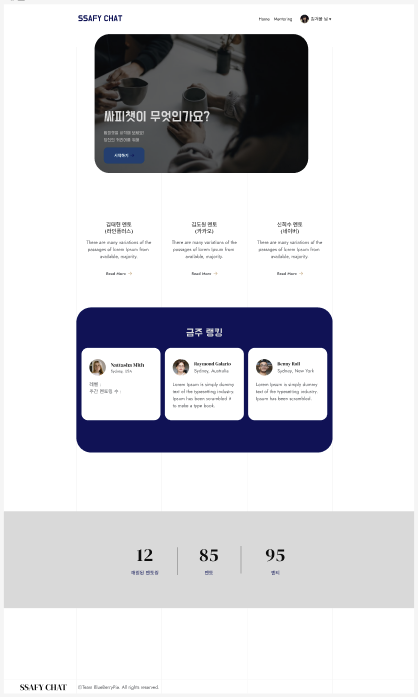 SSAFY CHAT
Home Mentoring 김싸피 님 ▾
싸피챗이 무엇인가요?
시작하기 →
김태현 멘토
(라인플러스)
There are many variations of the
passages of lorem Ipsum from
available, majority.
Read More →
김도원 멘토
(카카오)
There are many variations of the
passages of lorem Ipsum from
available, majority.
Read More →
신희수 멘토
(네이버)
There are many variations of the
passages of lorem Ipsum from
available, majority.
Read More →
금주 랭킹
Nattasha Mith
Sydney, USA
레벨 :
주간 멘토링 수 :
Raymond Galario
Sydney, Australia
Lorem Ipsum is simply dummy
text of the typesetting industry.
Ipsum has been scrambled it
to make a type book.
Benny Roll
Sydney, New York
Lorem Ipsum is simply dummy
text of the typesetting industry.
Ipsum has been scrambled.
12
매칭된 멘토링
85
멘토
95
멘티
SSAFY CHAT
©Team BlueBerryPie. All rights reserved.